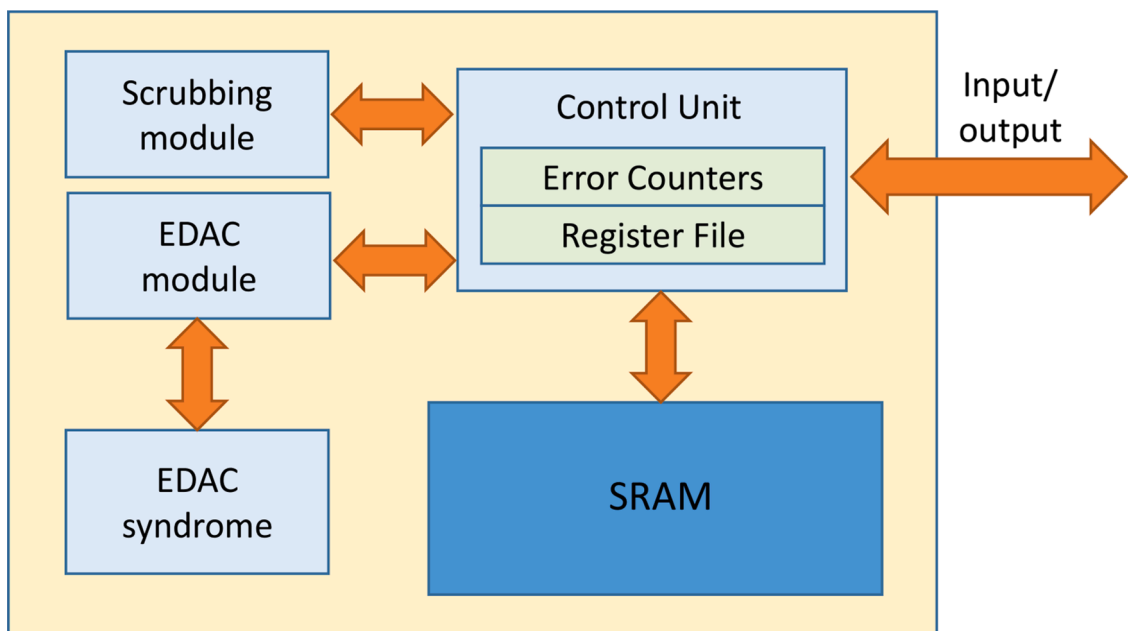 Scrubbing
module
Control Unit
Error Counters
Register File
Input/
output
EDAC
module
EDAC
syndrome
SRAM